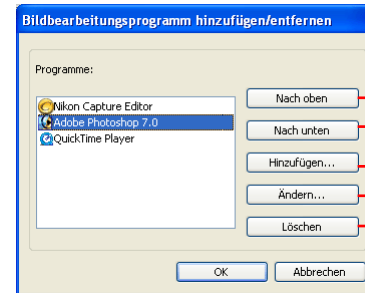 Bildbearbeitungsprogramm hinzufügen/entfernen
Programme:
Nikon Capture Editor
Adobe Photoshop 7.0
QuickTime Player
Nach oben
Nach unten
Hinzufügen...
Ändern...
Löschen
OK
Abbrechen